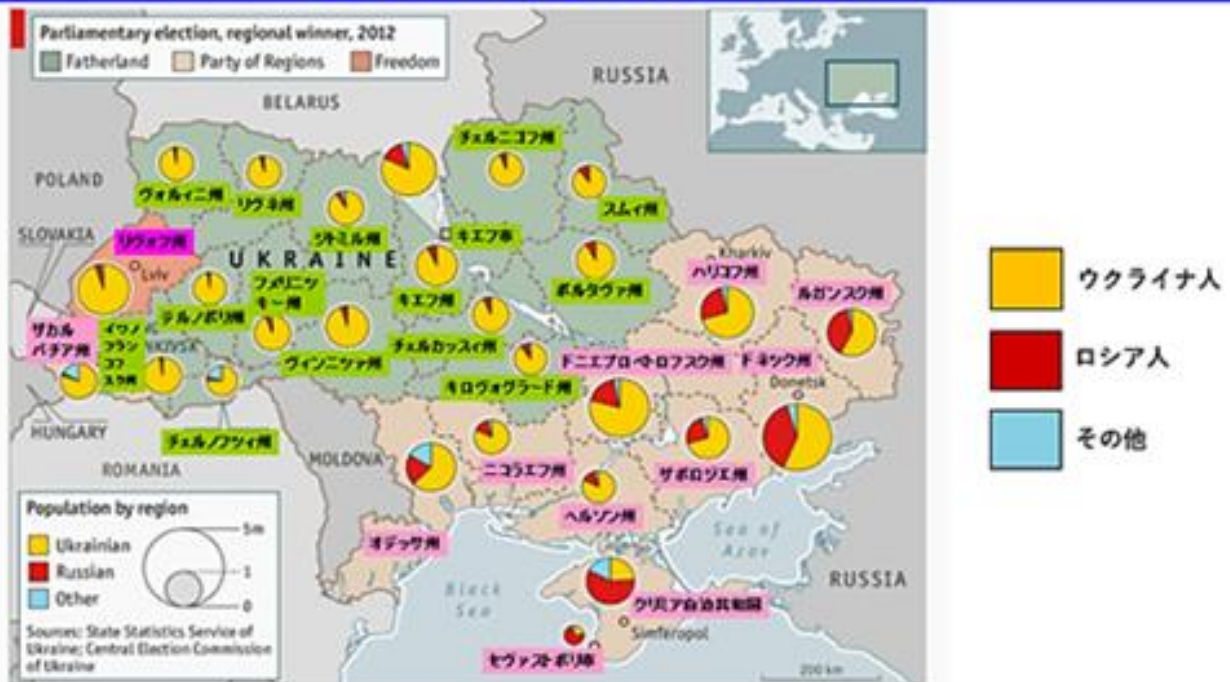 Parliamentary election, regional winner, 2012
Fatherland Party of Regions Freedom
RUSSIA
BELARUS
チェルニゴフ州
POLAND
ヴォルィニ州
リヴネ州
スムィ州
ジトミル州
キエフ市
SLOVAKIA
リヴォフ州
UKRAINE
Kharkiv
ハリコフ州
Lviv
フメリニツ
キー州
キエフ州
ポルタヴァ州
ルガンスク州
テルノポリ州
ザカル
パチア州
イワノ
フラン
コフ
スク州
ヴィンニツァ州
チェルカッスィ州
ドニエプロペトロフスク州
ドネツク州
キロヴォグラード州
Donetsk
HUNGARY
チェルノフツィ州
ROMANIA
MOLDOVA
ニコラエフ州
ザポロジエ州
ヘルソン州
オデッサ州
Sea of
Azov
Black
Sea
RUSSIA
クリミア自治共和国
Simferopol
セヴァストポリ市
200 km
Population by region
5m
Ukrainian
Russian
1
Other
0
Sources: State Statistics Service of
Ukraine; Central Election Commission
of Ukraine
ウクライナ人
ロシア人
その他